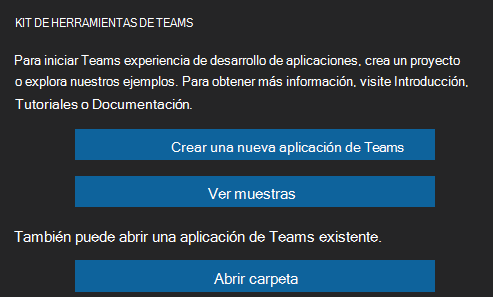 KIT DE HERRAMIENTAS DE TEAMS
Para iniciar Teams experiencia de desarrollo de aplicaciones, crea un proyecto
o explora nuestros ejemplos. Para obtener más información, visite Introducción,
Tutoriales o Documentación.
Crear una nueva aplicación de Teams
Ver muestras
También puede abrir una aplicación de Teams existente.
Abrir carpeta